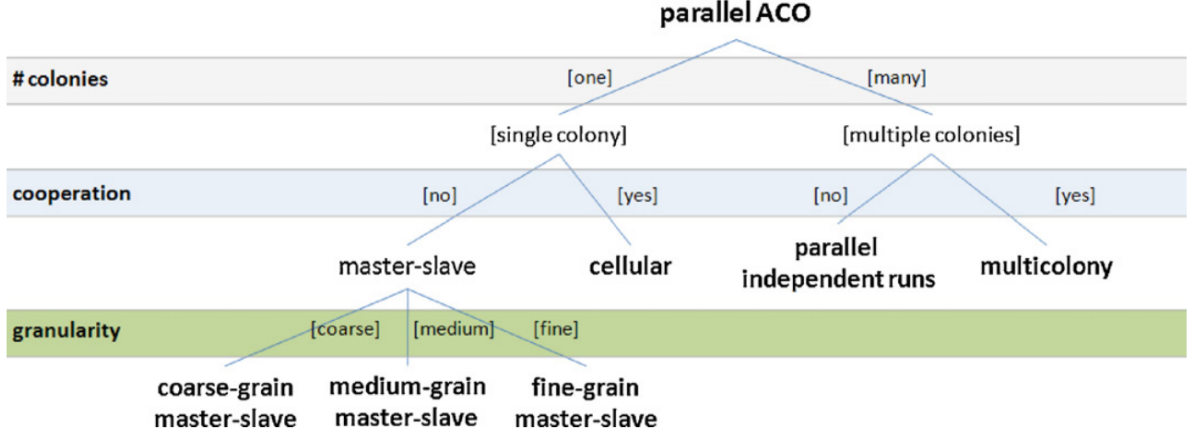 parallel ACO
# colonies [one] [many]
[single colony] [multiple colonies]
cooperation [no] [yes] [no] [yes]
master-slave cellular parallel
independent runs multicolony
granularity [coarse] [medium] [fine]
coarse-grain medium-grain fine-grain
master-slave master-slave master-slave